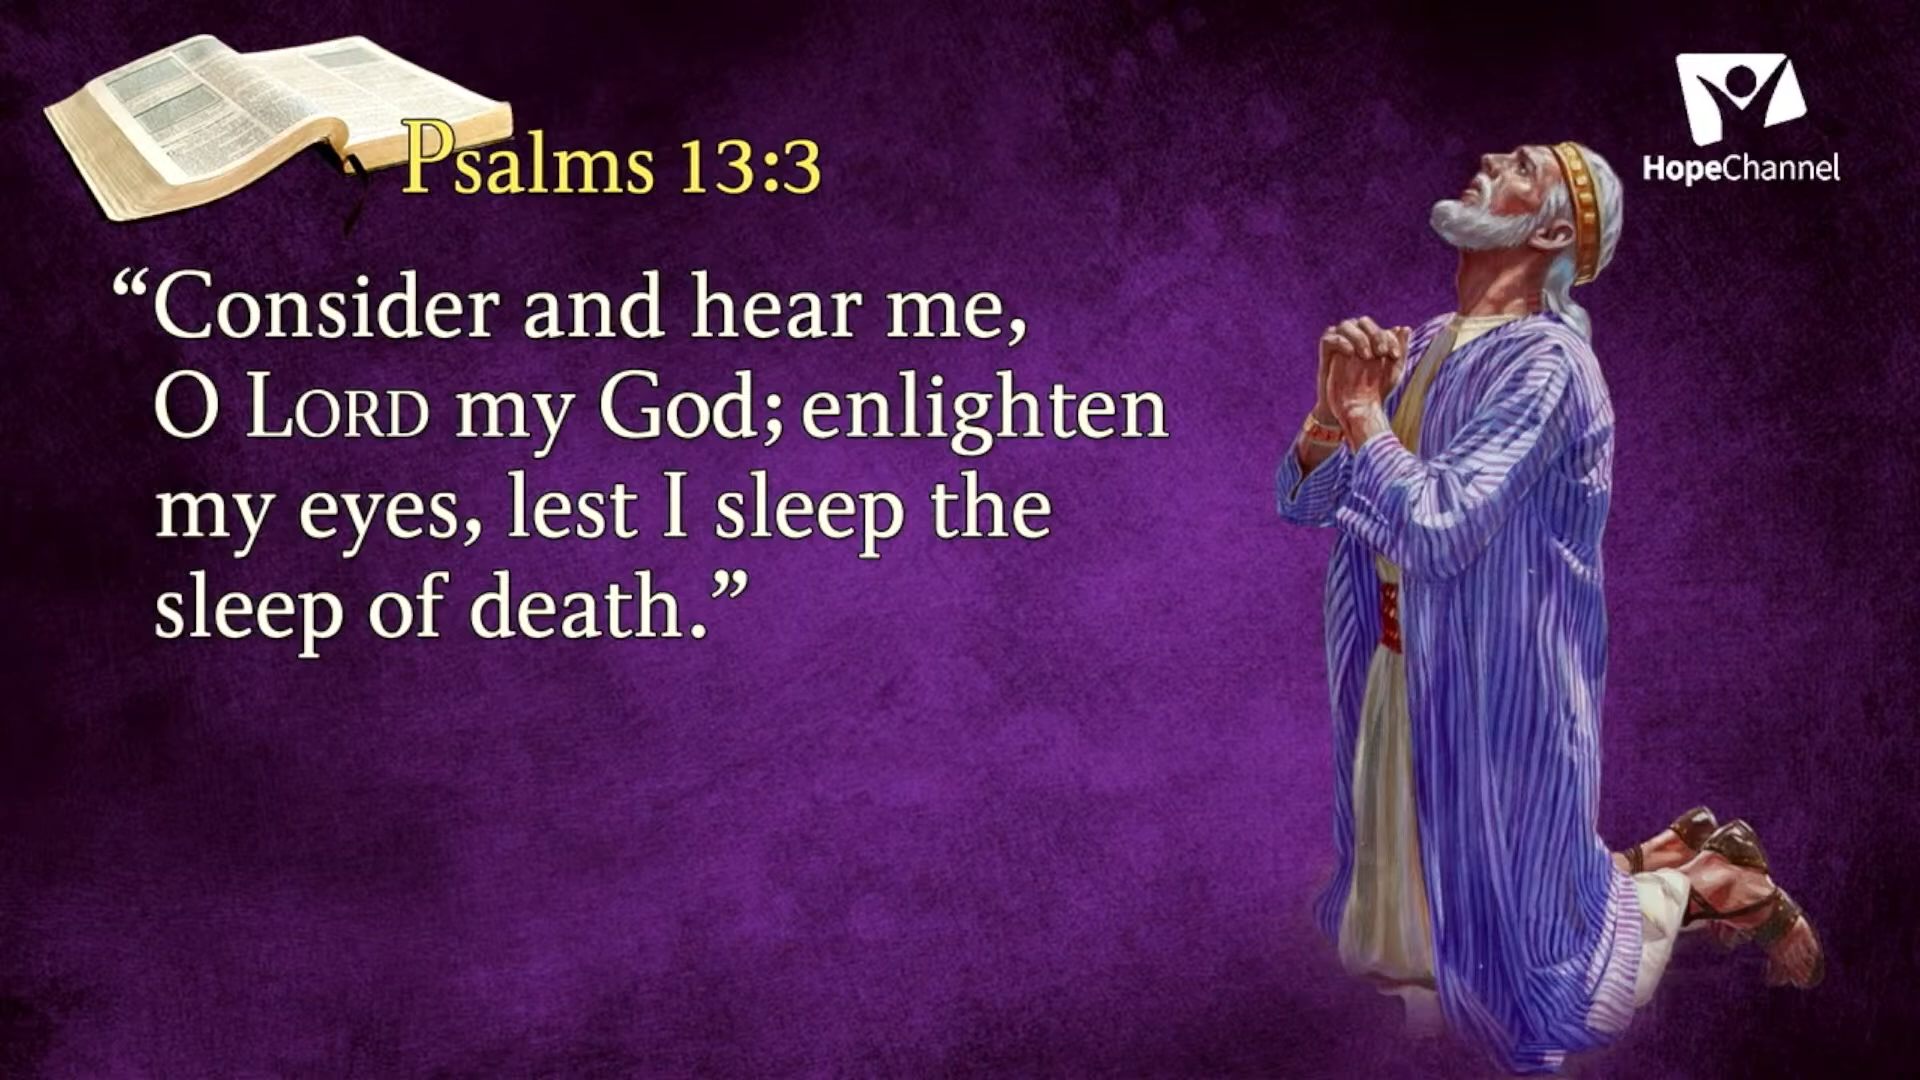 Psalms 13:3
HopeChannel
“Consider and hear me,
O LORD my God; enlighten
my eyes, lest I sleep the
sleep of death.”